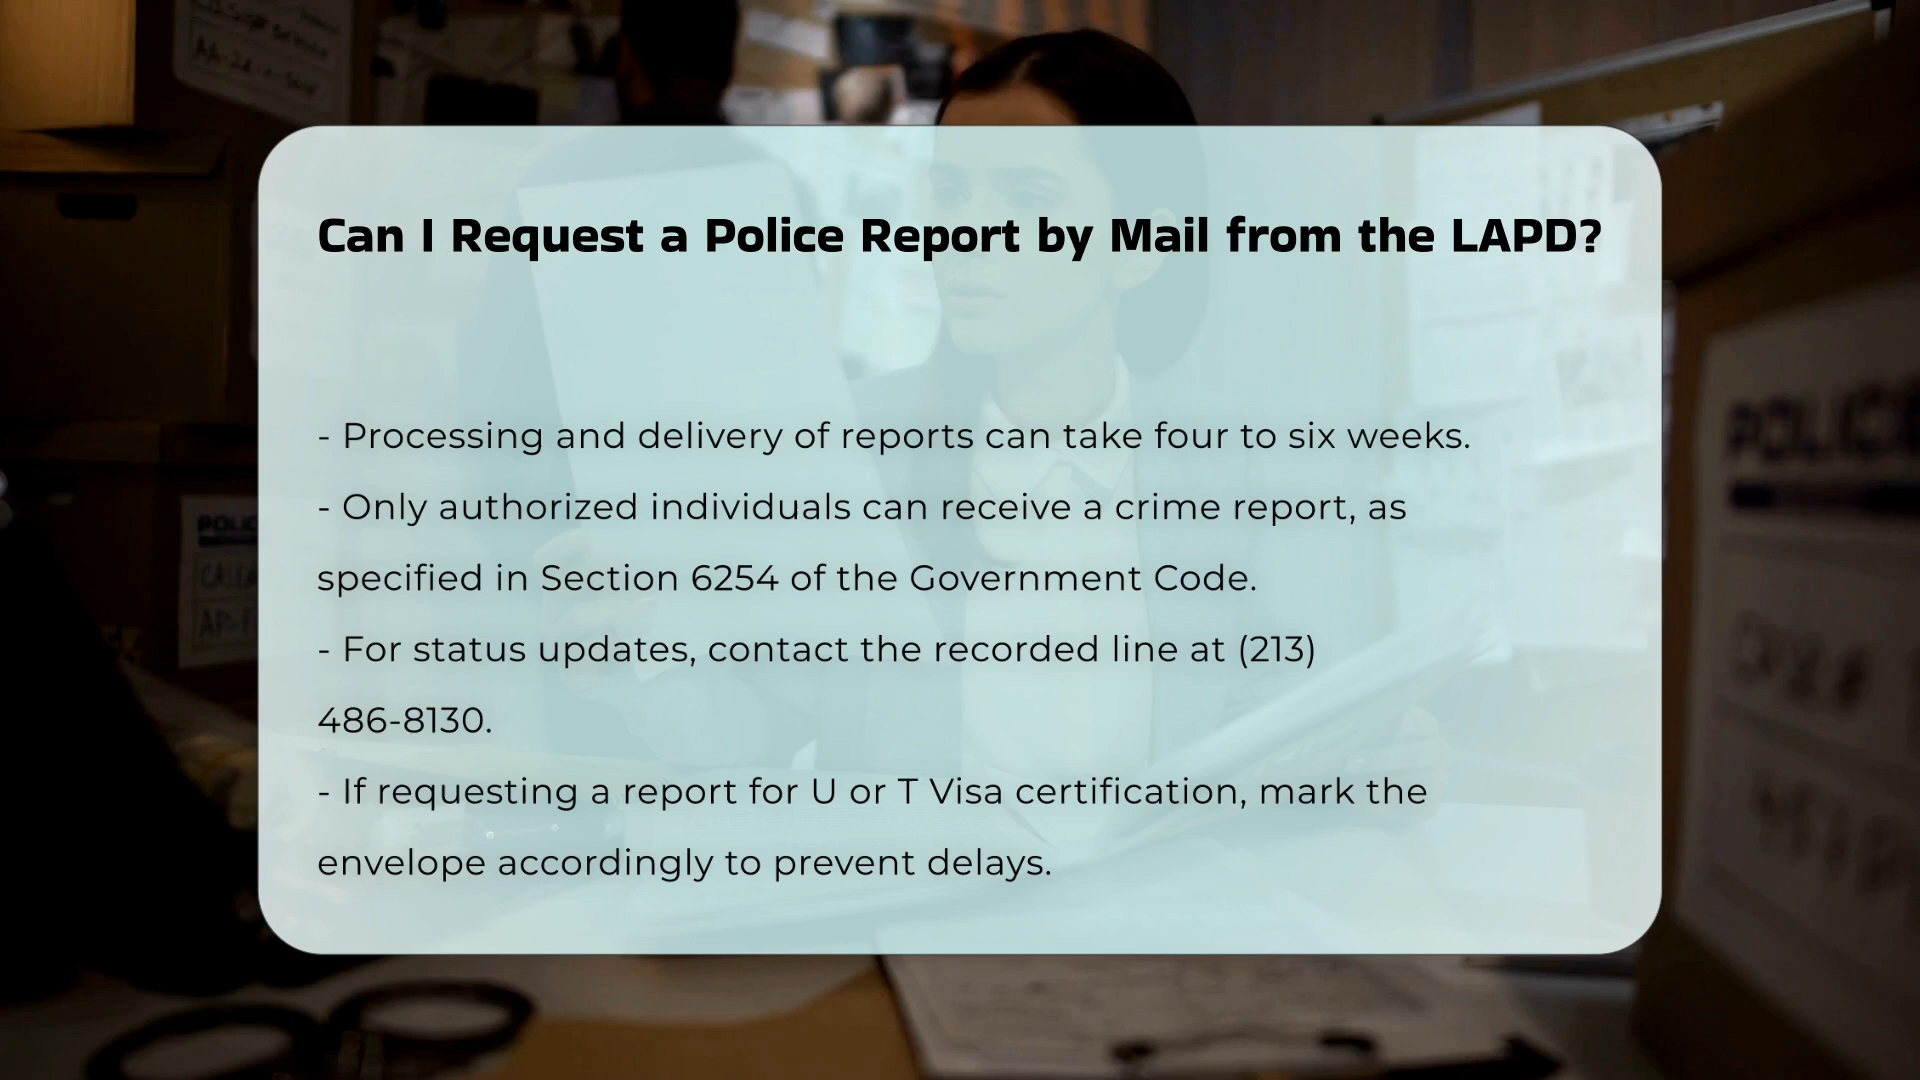 Can I Request a Police Report by Mail from the LAPD?
- Processing and delivery of reports can take four to six weeks.
- Only authorized individuals can receive a crime report, as
specified in Section 6254 of the Government Code.
- For status updates, contact the recorded line at (213)
486-8130.
- If requesting a report for U or T Visa certification, mark the
envelope accordingly to prevent delays.
POLICE